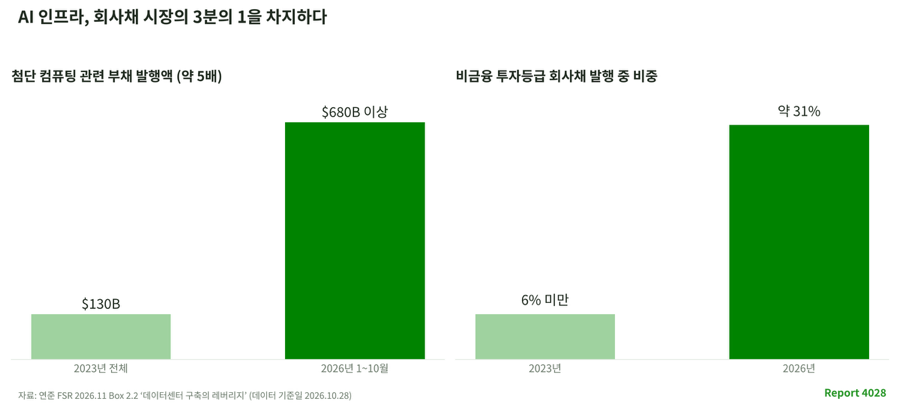 AI 인프라, 회사채 시장의 3분의 1을 차지하다
첨단 컴퓨팅 관련 부채 발행액 (약 5배)
$680B 이상
$130B
2023년 전체
2026년 1~10월
비금융 투자등급 회사채 발행 중 비중
약 31%
6% 미만
2023년
2026년
자료: 연준 FSR 2026.11 Box 2.2 '데이터센터 구축의 레버리지' (데이터 기준일 2026.10.28)
Report 4028